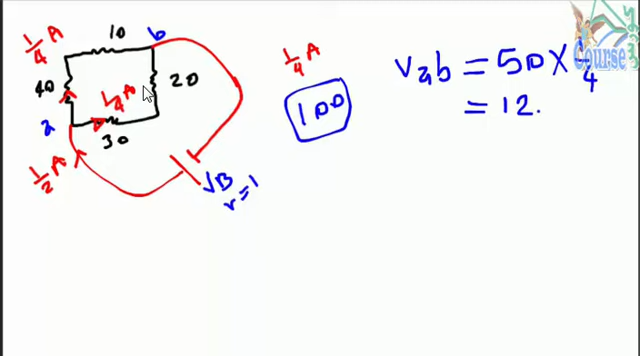 10
b
1/4 A
40
1/4 A
20
a
30
1/2 A
VB
r=1
1/4 A
100
Vab = 50 × 1/4
= 12.
Course